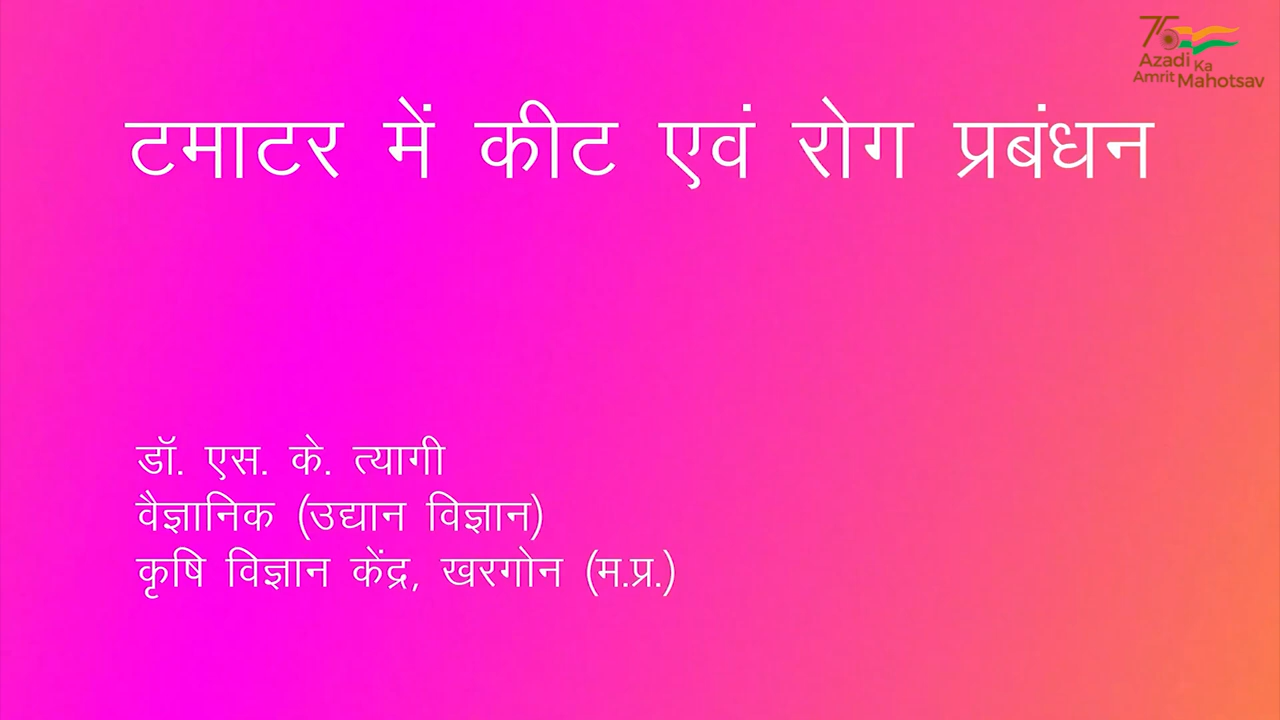 75
Azadi Ka
Amrit Mahotsav
टमाटर में कीट एवं रोग प्रबंधन
डॉ. एस. के. त्यागी
वैज्ञानिक (उद्यान विज्ञान)
कृषि विज्ञान केंद्र, खरगोन (म.प्र.)